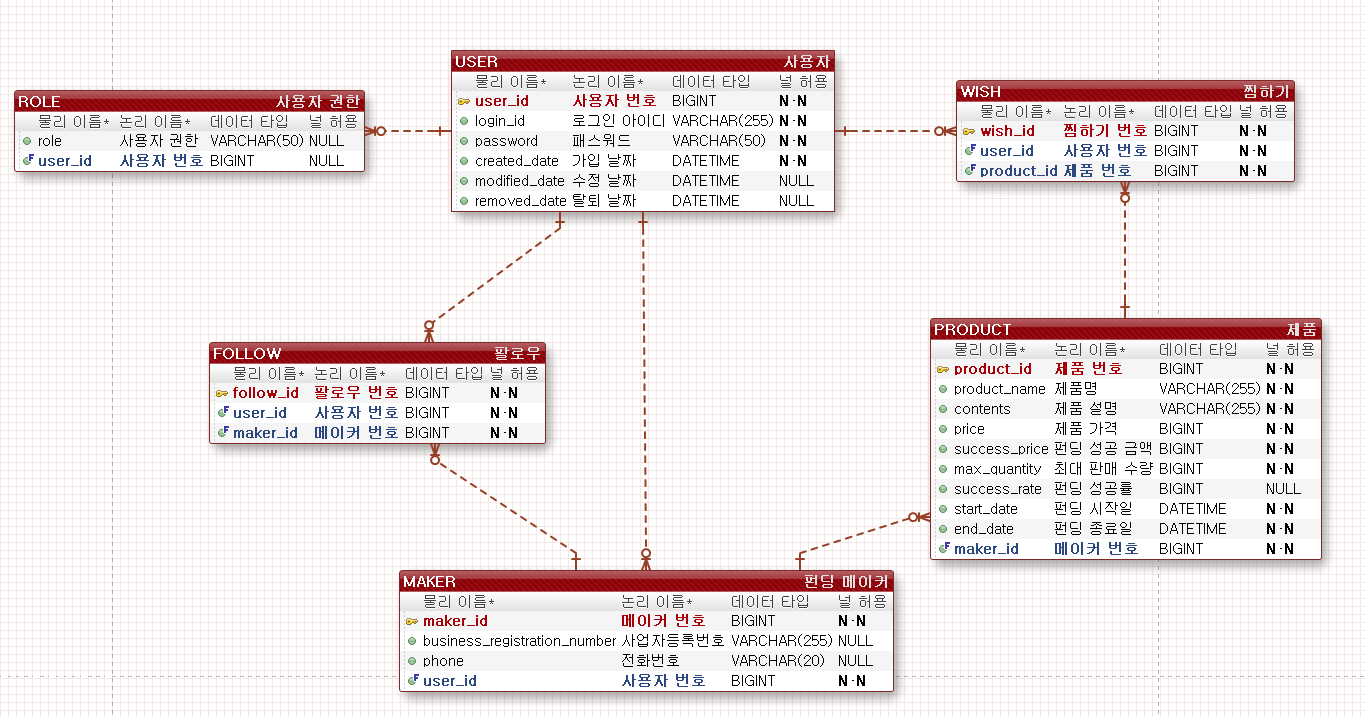 USER 사용자
물리 이름* 논리 이름* 데이터 타입 널 허용
user_id 사용자 번호 BIGINT N·N
login_id 로그인 아이디 VARCHAR(255) N·N
password 패스워드 VARCHAR(50) N·N
created_date 가입 날짜 DATETIME N·N
modified_date 수정 날짜 DATETIME NULL
removed_date 탈퇴 날짜 DATETIME NULL
ROLE 사용자 권한
물리 이름* 논리 이름* 데이터 타입 널 허용
role 사용자 권한 VARCHAR(50) NULL
F user_id 사용자 번호 BIGINT NULL
WISH 찜하기
물리 이름* 논리 이름* 데이터 타입 널 허용
wish_id 찜하기 번호 BIGINT N·N
F user_id 사용자 번호 BIGINT N·N
F product_id 제품 번호 BIGINT N·N
FOLLOW 팔로우
물리 이름* 논리 이름* 데이터 타입 널 허용
follow_id 팔로우 번호 BIGINT N·N
F user_id 사용자 번호 BIGINT N·N
F maker_id 메이커 번호 BIGINT N·N
PRODUCT 제품
물리 이름* 논리 이름* 데이터 타입 널 허용
product_id 제품 번호 BIGINT N·N
product_name 제품명 VARCHAR(255) N·N
contents 제품 설명 VARCHAR(255) N·N
price 제품 가격 BIGINT N·N
success_price 펀딩 성공 금액 BIGINT N·N
max_quantity 최대 판매 수량 BIGINT N·N
success_rate 펀딩 성공률 BIGINT NULL
start_date 펀딩 시작일 DATETIME N·N
end_date 펀딩 종료일 DATETIME N·N
F maker_id 메이커 번호 BIGINT N·N
MAKER 펀딩 메이커
물리 이름* 논리 이름* 데이터 타입 널 허용
maker_id 메이커 번호 BIGINT N·N
business_registration_number 사업자등록번호 VARCHAR(255) NULL
phone 전화번호 VARCHAR(20) NULL
F user_id 사용자 번호 BIGINT N·N